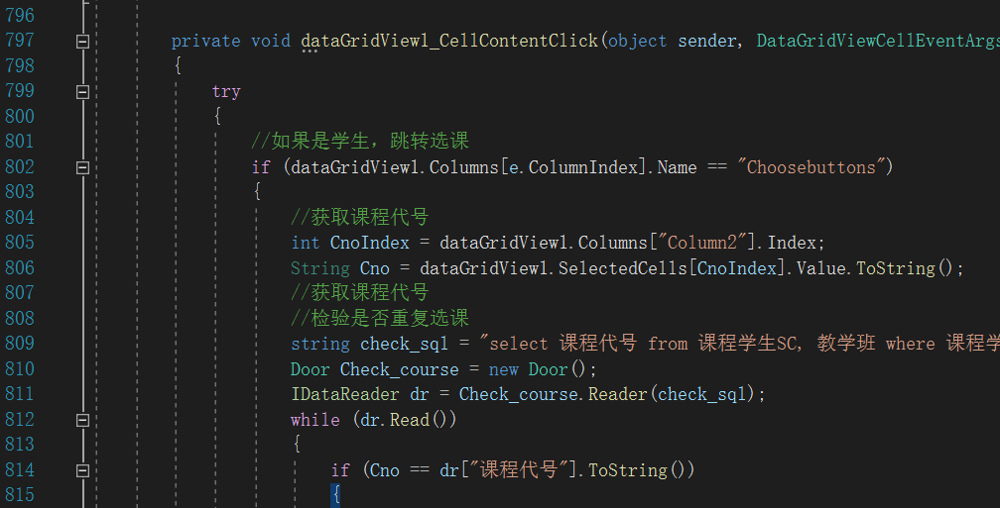 796
797 private void dataGridView1_CellContentClick(object sender, DataGridViewCellEventArgs
798 {
799 try
800 {
801 //如果是学生，跳转选课
802 if (dataGridView1.Columns[e.ColumnIndex].Name == "Choosebuttons")
803 {
804 //获取课程代号
805 int CnoIndex = dataGridView1.Columns["Column2"].Index;
806 String Cno = dataGridView1.SelectedCells[CnoIndex].Value.ToString();
807 //获取课程代号
808 //检验是否重复选课
809 string check_sql = "select 课程代号 from 课程学生SC, 教学班 where 课程学
810 Door Check_course = new Door();
811 IDataReader dr = Check_course.Reader(check_sql);
812 while (dr.Read())
813 {
814 if (Cno == dr["课程代号"].ToString())
815 {